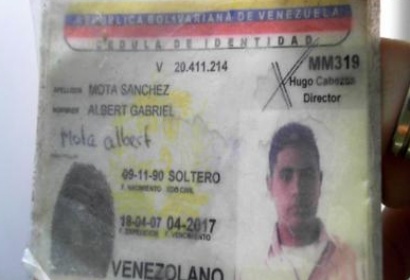 REPÚBLICA BOLIVARIANA DE VENEZUELA
CEDULA DE IDENTIDAD
V 20.411.214
MM319
Hugo Cabezas
Director
APELLIDOS MOTA SANCHEZ
NOMBRES ALBERT GABRIEL
Mota albert
09-11-90 SOLTERO
F. NACIMIENTO EDO CIVIL
18-04-07 04-2017
F. EXPEDICION F. VENCIMIENTO
VENEZOLANO